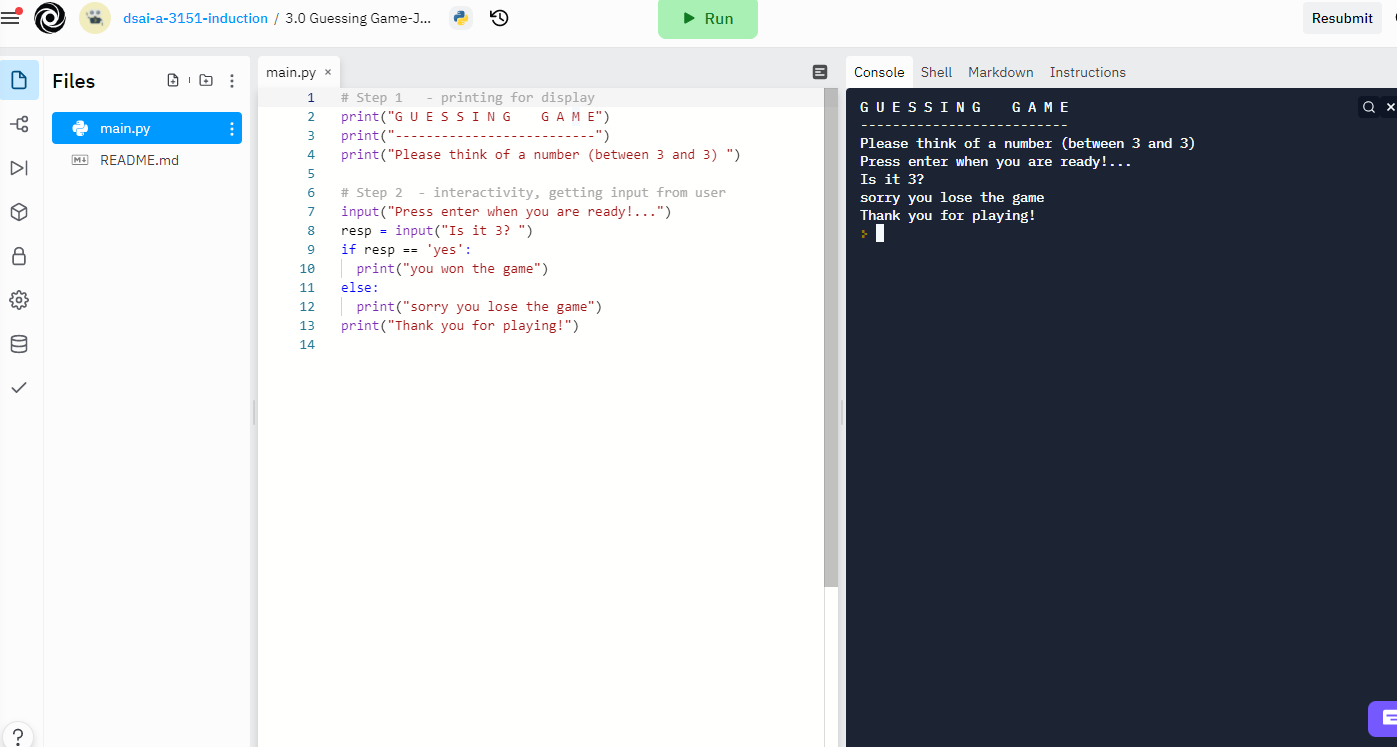 dsai-a-3151-induction / 3.0 Guessing Game-J...
Run
Resubmit
Files
main.py
README.md
main.py ×
1 # Step 1   - printing for display
2 print("G U E S S I N G    G A M E")
3 print("--------------------------")
4 print("Please think of a number (between 3 and 3) ")
5
6 # Step 2  - interactivity, getting input from user
7 input("Press enter when you are ready!...")
8 resp = input("Is it 3? ")
9 if resp == 'yes':
10   print("you won the game")
11 else:
12   print("sorry you lose the game")
13 print("Thank you for playing!")
14
Console Shell Markdown Instructions
G U E S S I N G    G A M E
--------------------------
Please think of a number (between 3 and 3)
Press enter when you are ready!...
Is it 3?
sorry you lose the game
Thank you for playing!
>
?